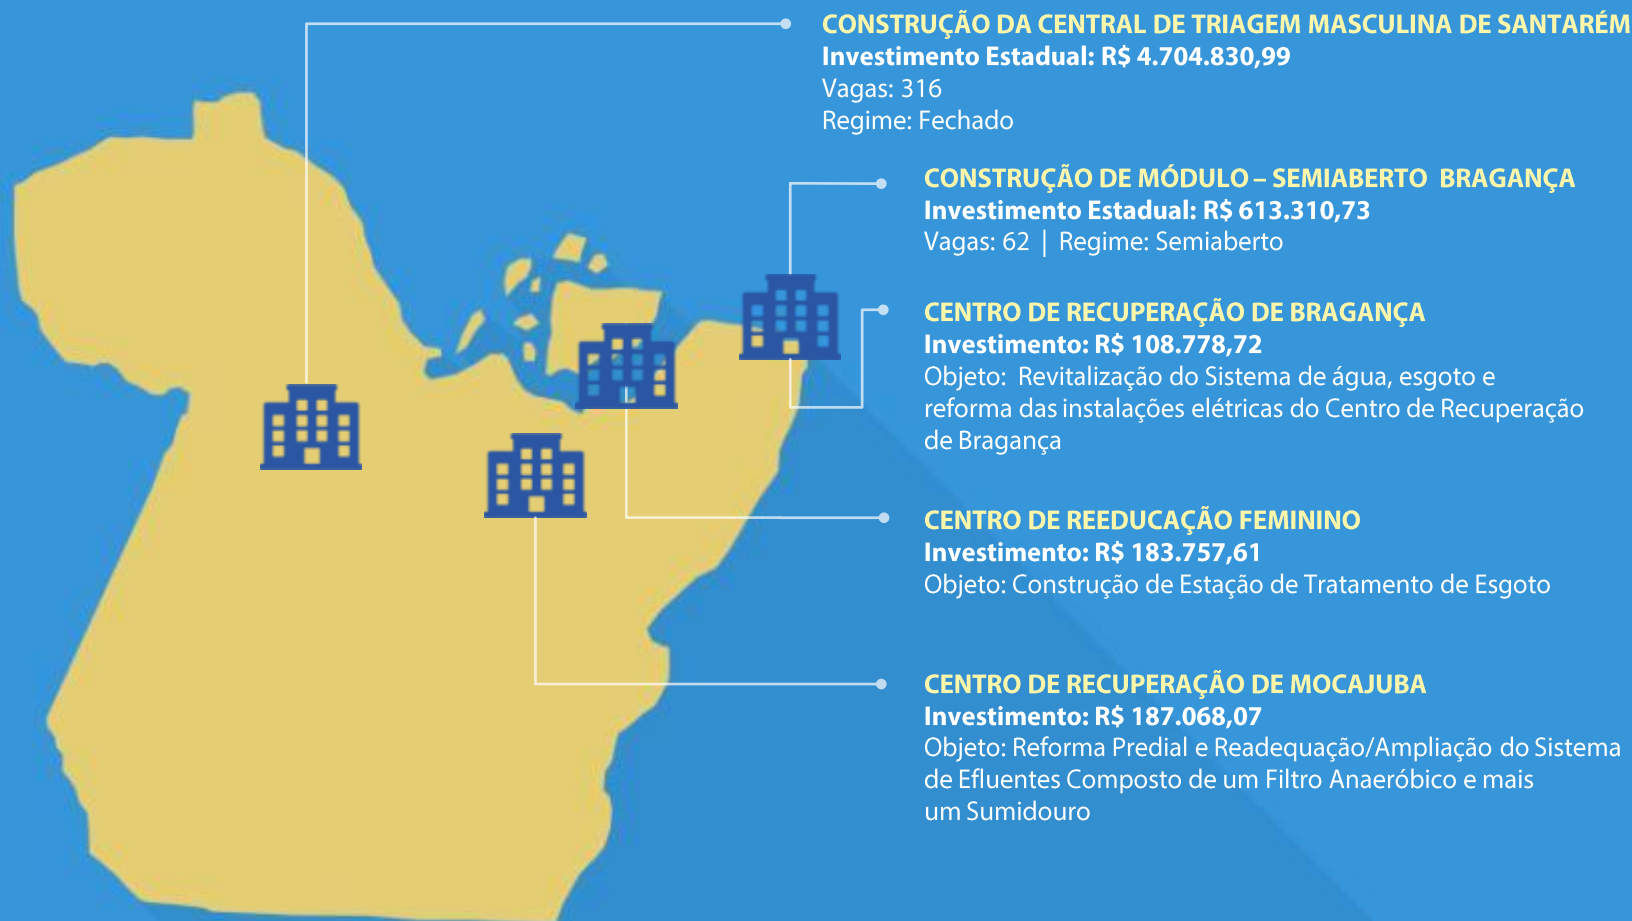 CONSTRUÇÃO DA CENTRAL DE TRIAGEM MASCULINA DE SANTARÉM
Investimento Estadual: R$ 4.704.830,99
Vagas: 316
Regime: Fechado
CONSTRUÇÃO DE MÓDULO – SEMIABERTO BRAGANÇA
Investimento Estadual: R$ 613.310,73
Vagas: 62 | Regime: Semiaberto
CENTRO DE RECUPERAÇÃO DE BRAGANÇA
Investimento: R$ 108.778,72
Objeto: Revitalização do Sistema de água, esgoto e
reforma das instalações elétricas do Centro de Recuperação
de Bragança
CENTRO DE REEDUCAÇÃO FEMININO
Investimento: R$ 183.757,61
Objeto: Construção de Estação de Tratamento de Esgoto
CENTRO DE RECUPERAÇÃO DE MOCAJUBA
Investimento: R$ 187.068,07
Objeto: Reforma Predial e Readequação/Ampliação do Sistema
de Efluentes Composto de um Filtro Anaeróbico e mais
um Sumidouro